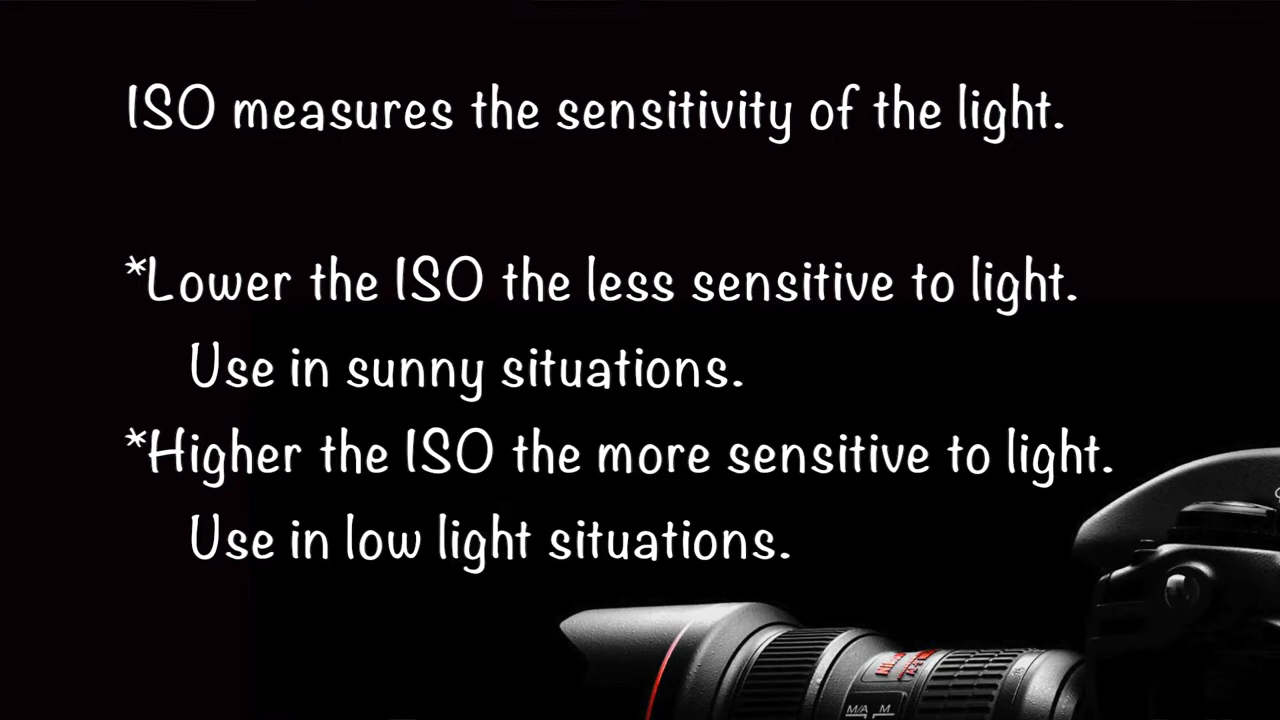 ISO measures the sensitivity of the light.
*Lower the ISO the less sensitive to light.
Use in sunny situations.
*Higher the ISO the more sensitive to light.
Use in low light situations.
M/A M